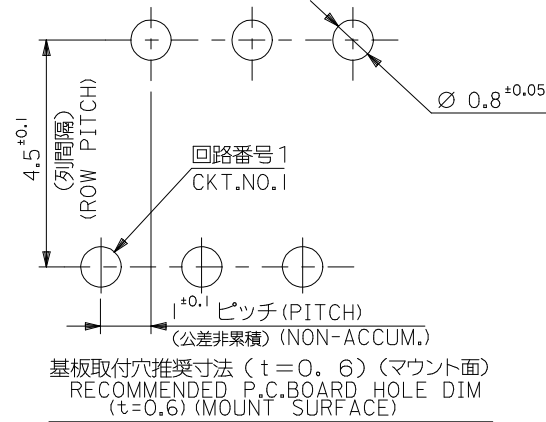 Ø 0.8±0.05
4.5±0.1
(列間隔)
(ROW PITCH)
回路番号1
CKT.NO.1
1±0.1 ピッチ(PITCH)
(公差非累積)(NON-ACCUM.)
基板取付穴推奨寸法(t=0.6)(マウント面)
RECOMMENDED P.C.BOARD HOLE DIM
(t=0.6)(MOUNT SURFACE)